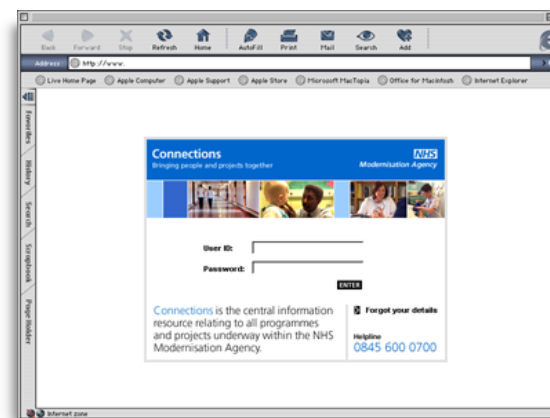 Back Forward Stop Refresh Home AutoFill Print Mail Search Add
Address http://www.
Live Home Page Apple Computer Apple Support Apple Store Microsoft MacTopia Office for Macintosh Internet Explorer
Favorites
History
Search
Scrapbook
Page Holder
Connections
Bringing people and projects together
NHS
Modernisation Agency
User ID:
Password:
ENTER
Connections is the central information
resource relating to all programmes
and projects underway within the NHS
Modernisation Agency.
Forgot your details
Helpline
0845 600 0700
Internet zone